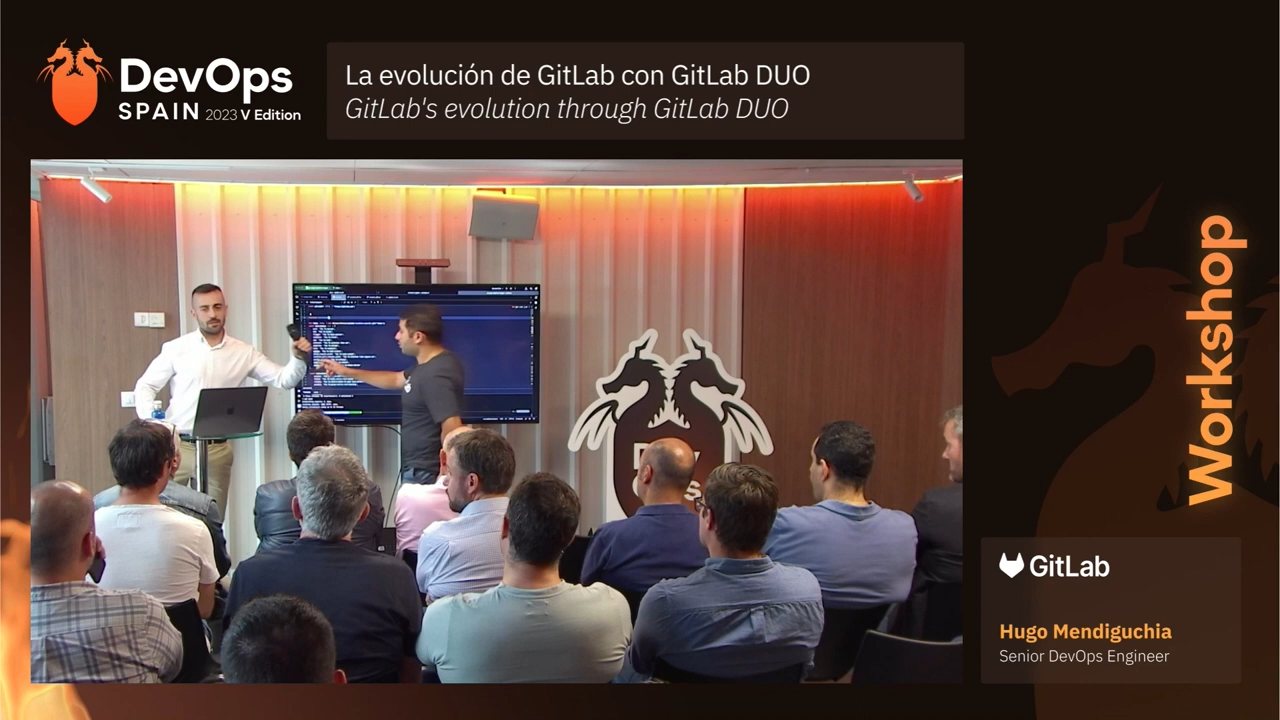 DevOps
SPAIN 2023 V Edition
La evolución de GitLab con GitLab DUO
GitLab's evolution through GitLab DUO
Workshop
GitLab
Hugo Mendiguchia
Senior DevOps Engineer